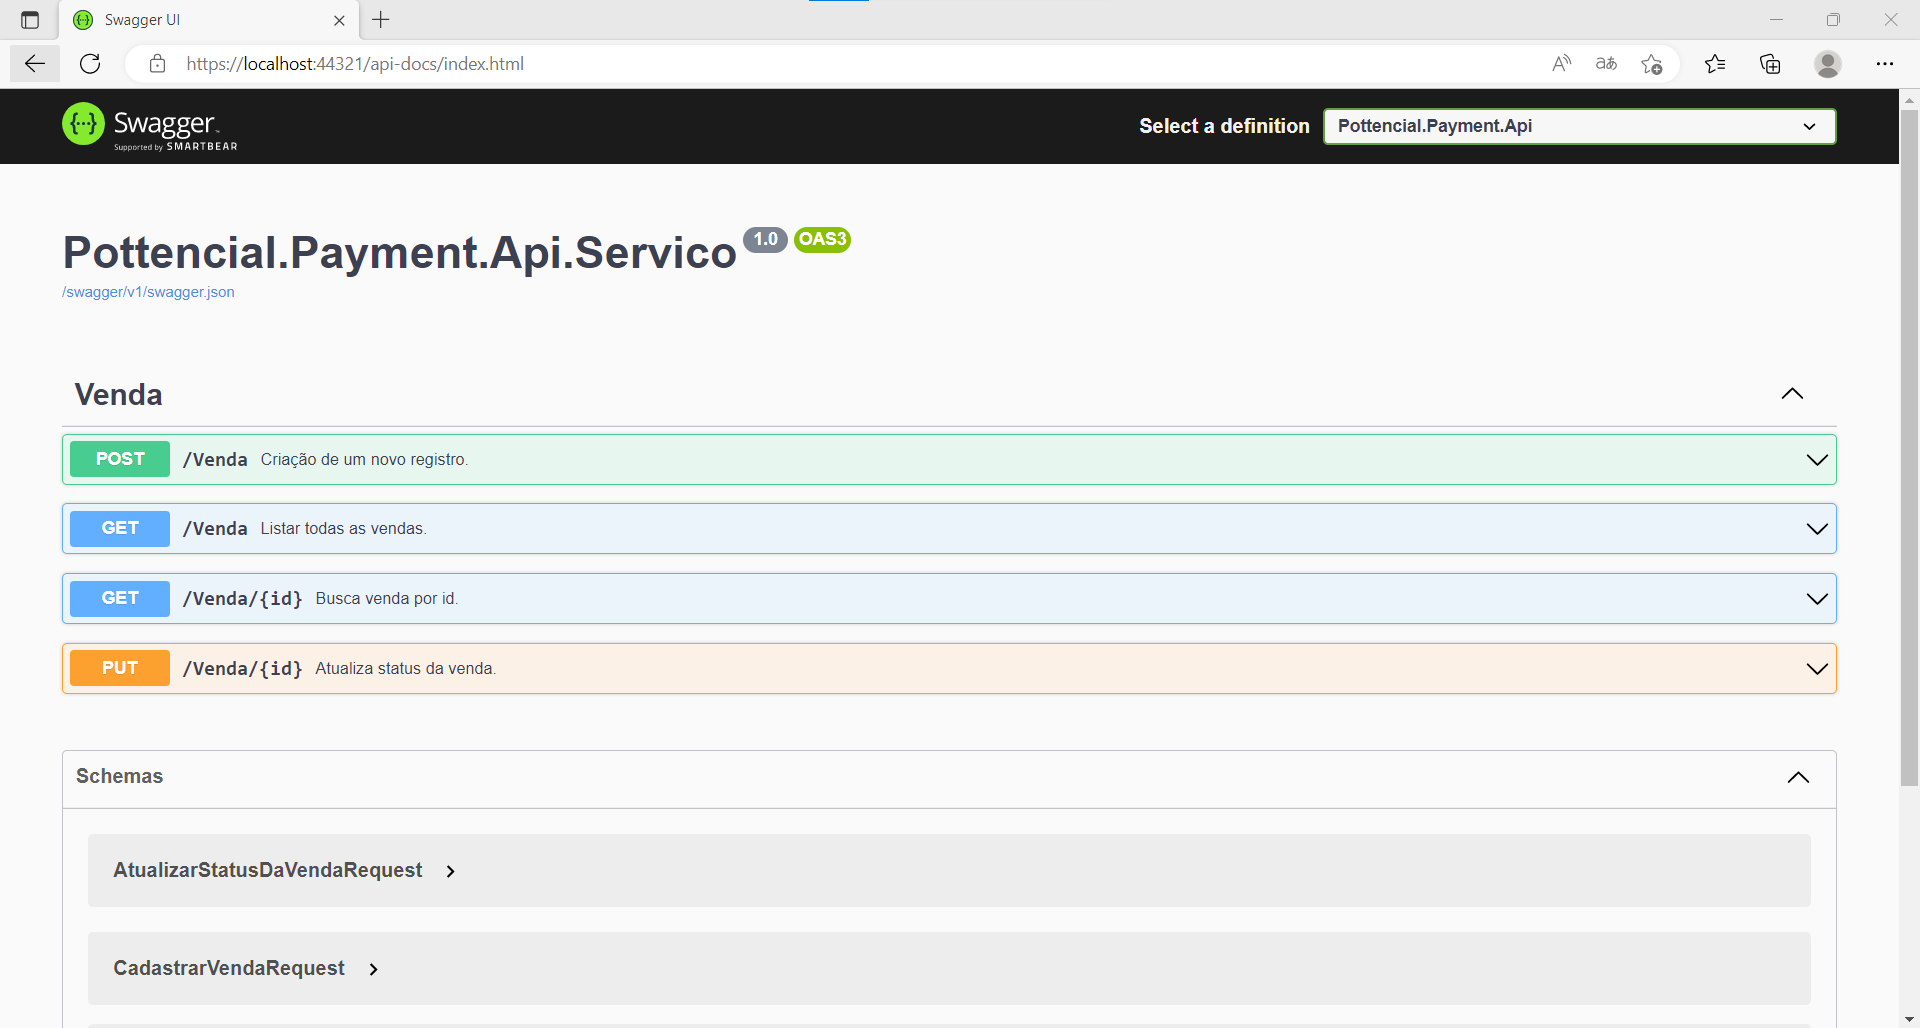 Swagger UI
https://localhost:44321/api-docs/index.html
Swagger
Supported by SMARTBEAR
Select a definition
Pottencial.Payment.Api
Pottencial.Payment.Api.Servico 1.0 OAS3
/swagger/v1/swagger.json
Venda
POST /Venda Criação de um novo registro.
GET /Venda Listar todas as vendas.
GET /Venda/{id} Busca venda por id.
PUT /Venda/{id} Atualiza status da venda.
Schemas
AtualizarStatusDaVendaRequest
CadastrarVendaRequest